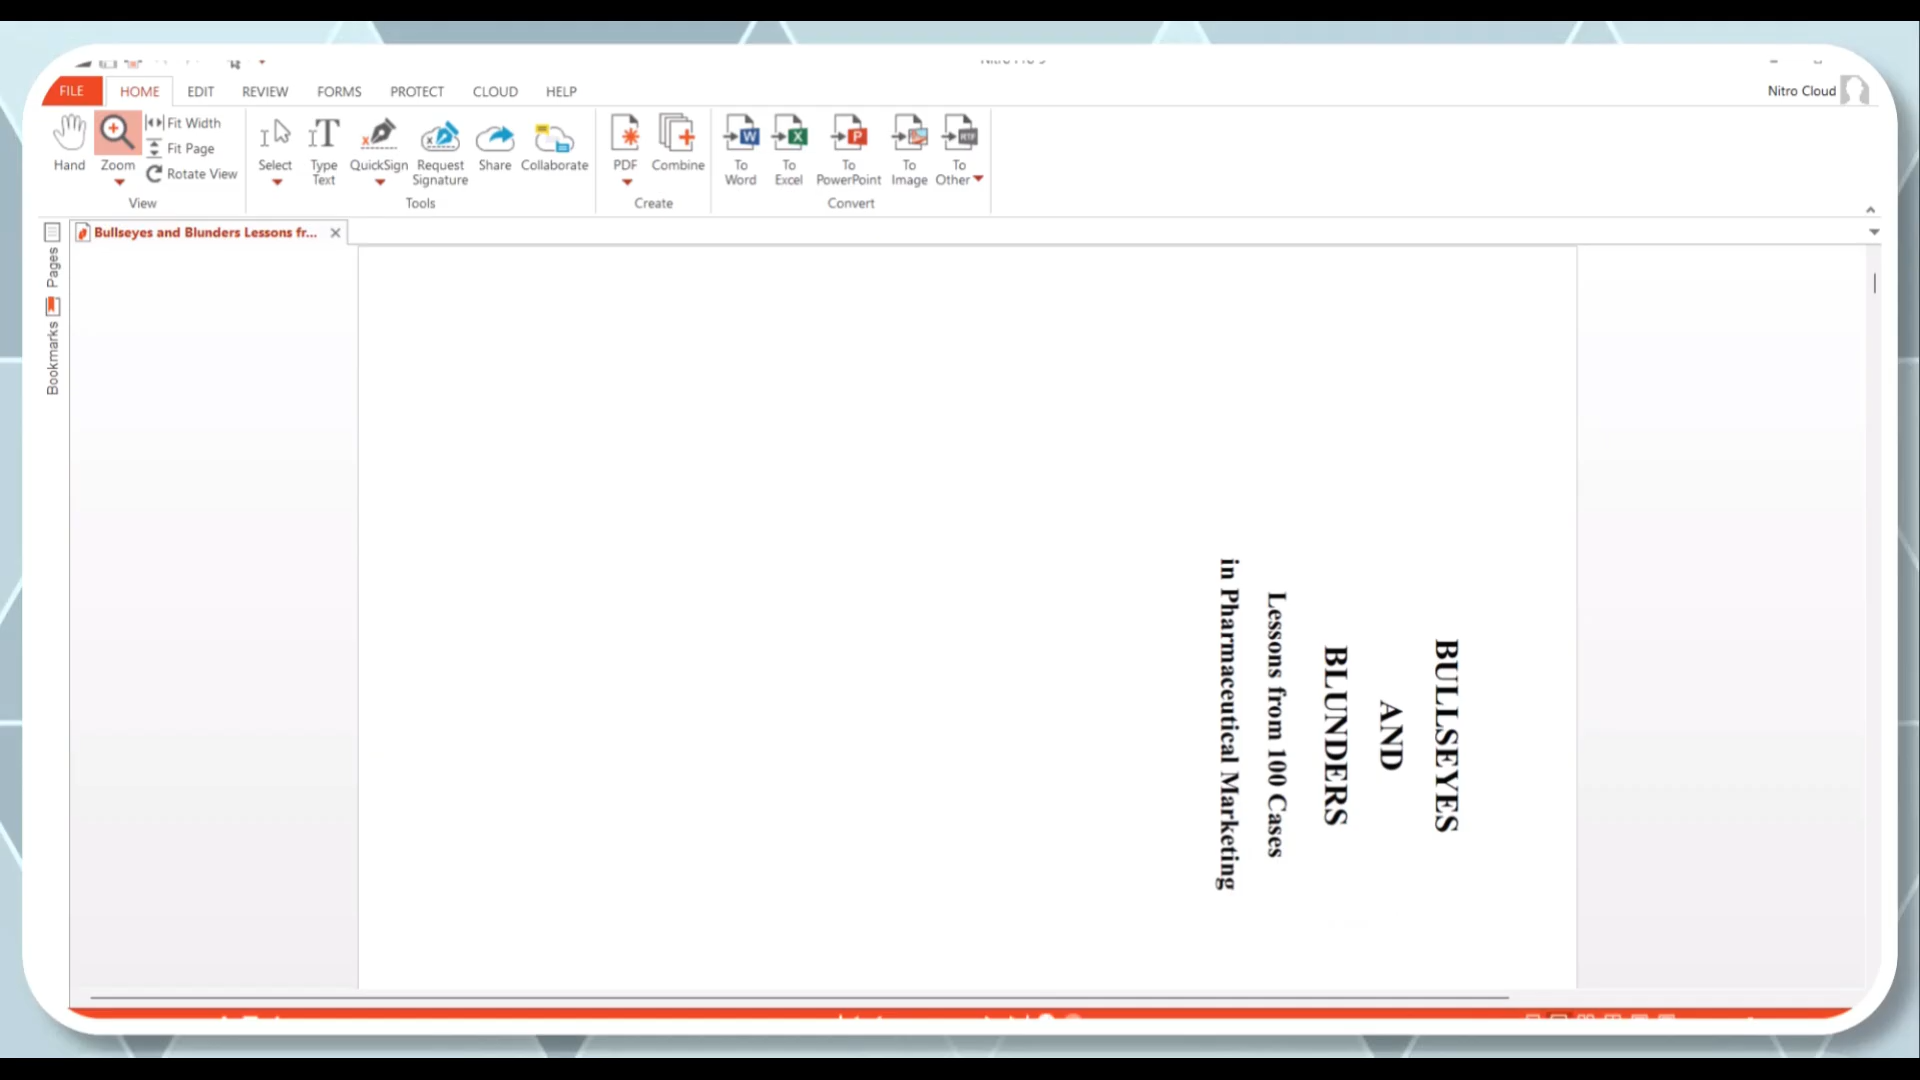 FILE
HOME
EDIT
REVIEW
FORMS
PROTECT
CLOUD
HELP
Nitro Cloud
Hand
Zoom
Fit Width
Fit Page
Rotate View
View
Select
Type Text
QuickSign
Request Signature
Share
Collaborate
Tools
PDF
Combine
Create
To Word
To Excel
To PowerPoint
To Image
To Other
Convert
Bullseyes and Blunders Lessons fr...
Pages
Bookmarks
BULLSEYES
AND
BLUNDERS
Lessons from 100 Cases
in Pharmaceutical Marketing